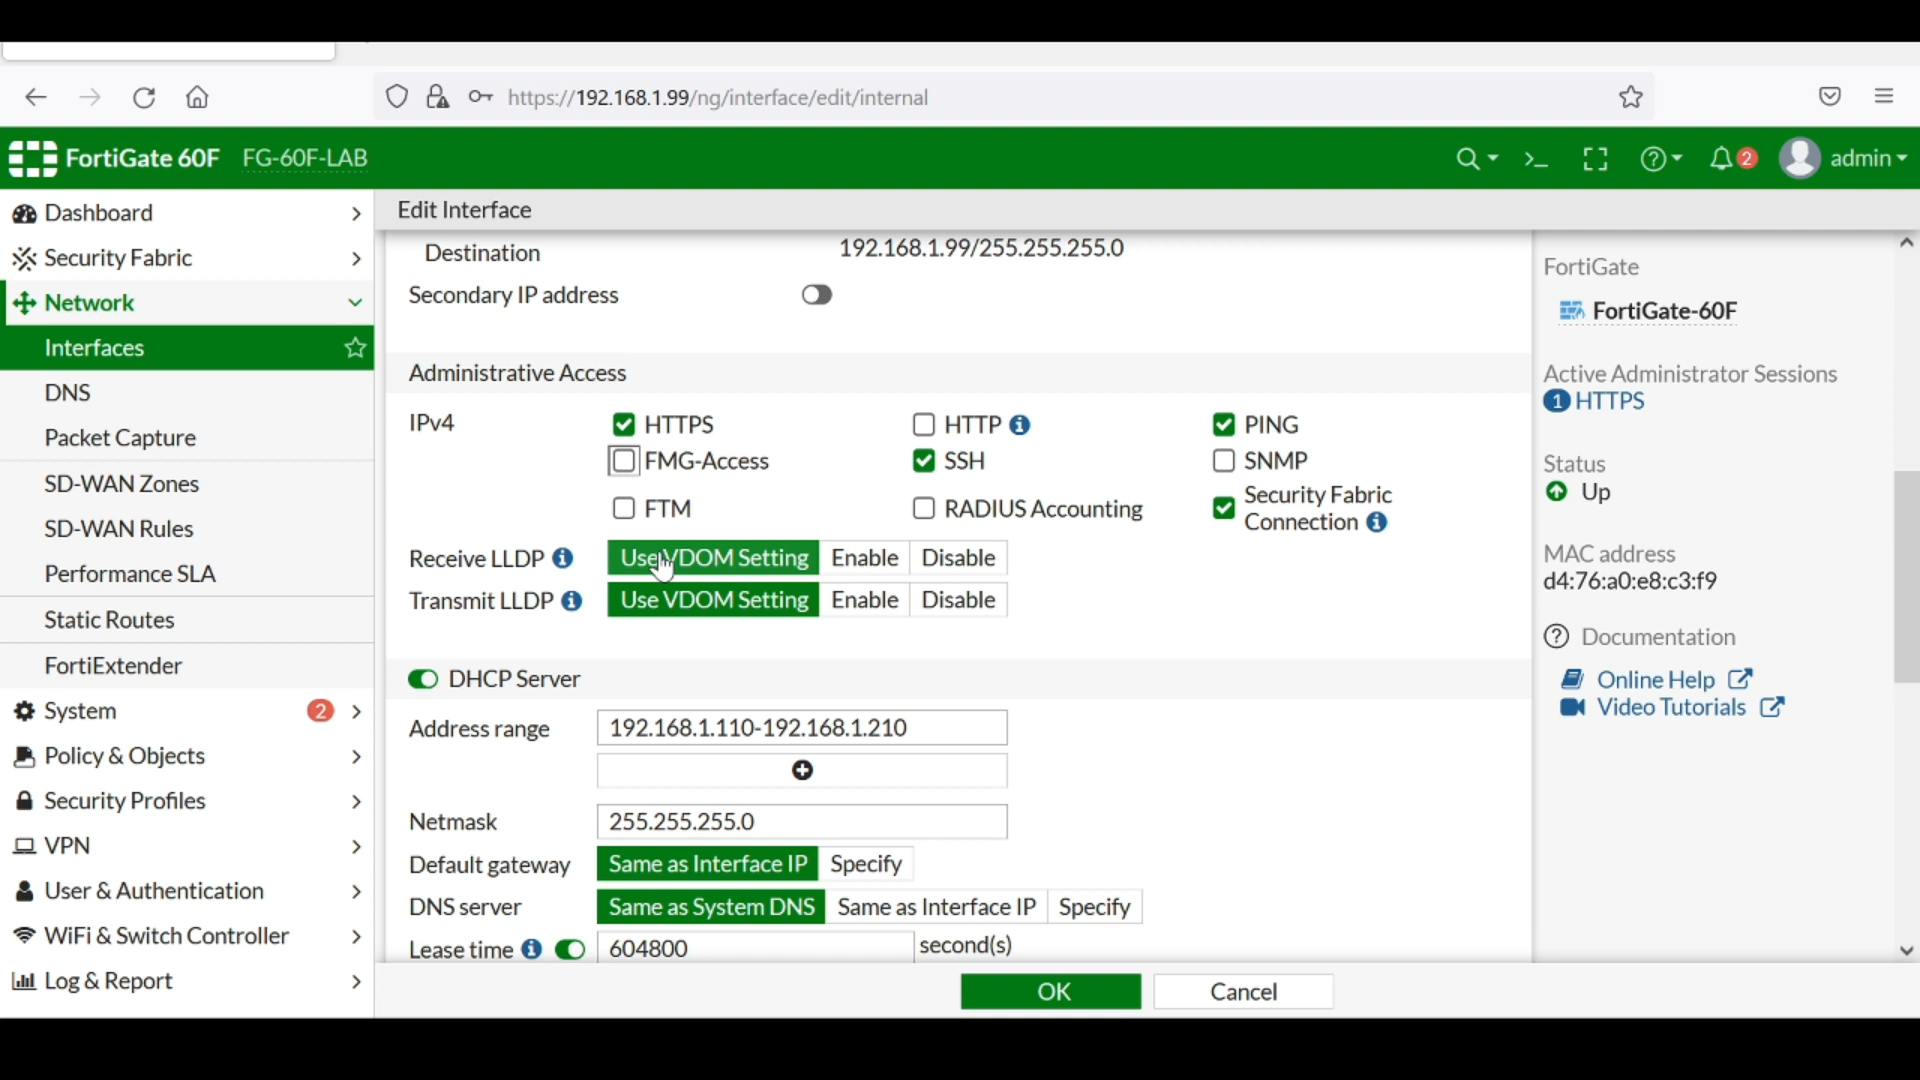 https://192.168.1.99/ng/interface/edit/internal
FortiGate 60F FG-60F-LAB
2 admin
Dashboard
Security Fabric
Network
Interfaces
DNS
Packet Capture
SD-WAN Zones
SD-WAN Rules
Performance SLA
Static Routes
FortiExtender
System 2
Policy & Objects
Security Profiles
VPN
User & Authentication
WiFi & Switch Controller
Log & Report
Edit Interface
Destination 192.168.1.99/255.255.255.0
Secondary IP address
Administrative Access
IPv4 HTTPS HTTP PING
FMG-Access SSH SNMP
FTM RADIUS Accounting Security Fabric
Connection
Receive LLDP Use VDOM Setting Enable Disable
Transmit LLDP Use VDOM Setting Enable Disable
DHCP Server
Address range 192.168.1.110-192.168.1.210
Netmask 255.255.255.0
Default gateway Same as Interface IP Specify
DNS server Same as System DNS Same as Interface IP Specify
Lease time 604800 second(s)
OK Cancel
FortiGate
FortiGate-60F
Active Administrator Sessions
1 HTTPS
Status
Up
MAC address
d4:76:a0:e8:c3:f9
Documentation
Online Help
Video Tutorials